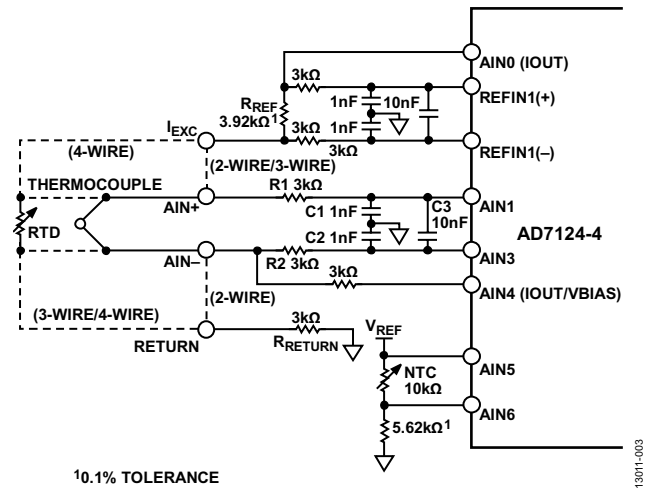 AIN0 (IOUT)
3kΩ
REFIN1(+)
1nF 10nF
RREF
3.92kΩ1
1nF
3kΩ
IEXC
3kΩ
REFIN1(–)
(4-WIRE)
(2-WIRE/3-WIRE)
THERMOCOUPLE
R1 3kΩ
AIN+
AIN1
C1 1nF
C3
10nF
RTD
AD7124-4
C2 1nF
AIN–
R2 3kΩ
AIN3
3kΩ
(2-WIRE)
AIN4 (IOUT/VBIAS)
(3-WIRE/4-WIRE)
3kΩ
VREF
RETURN
RRETURN
AIN5
NTC
10kΩ
AIN6
5.62kΩ1
10.1% TOLERANCE
13011-003